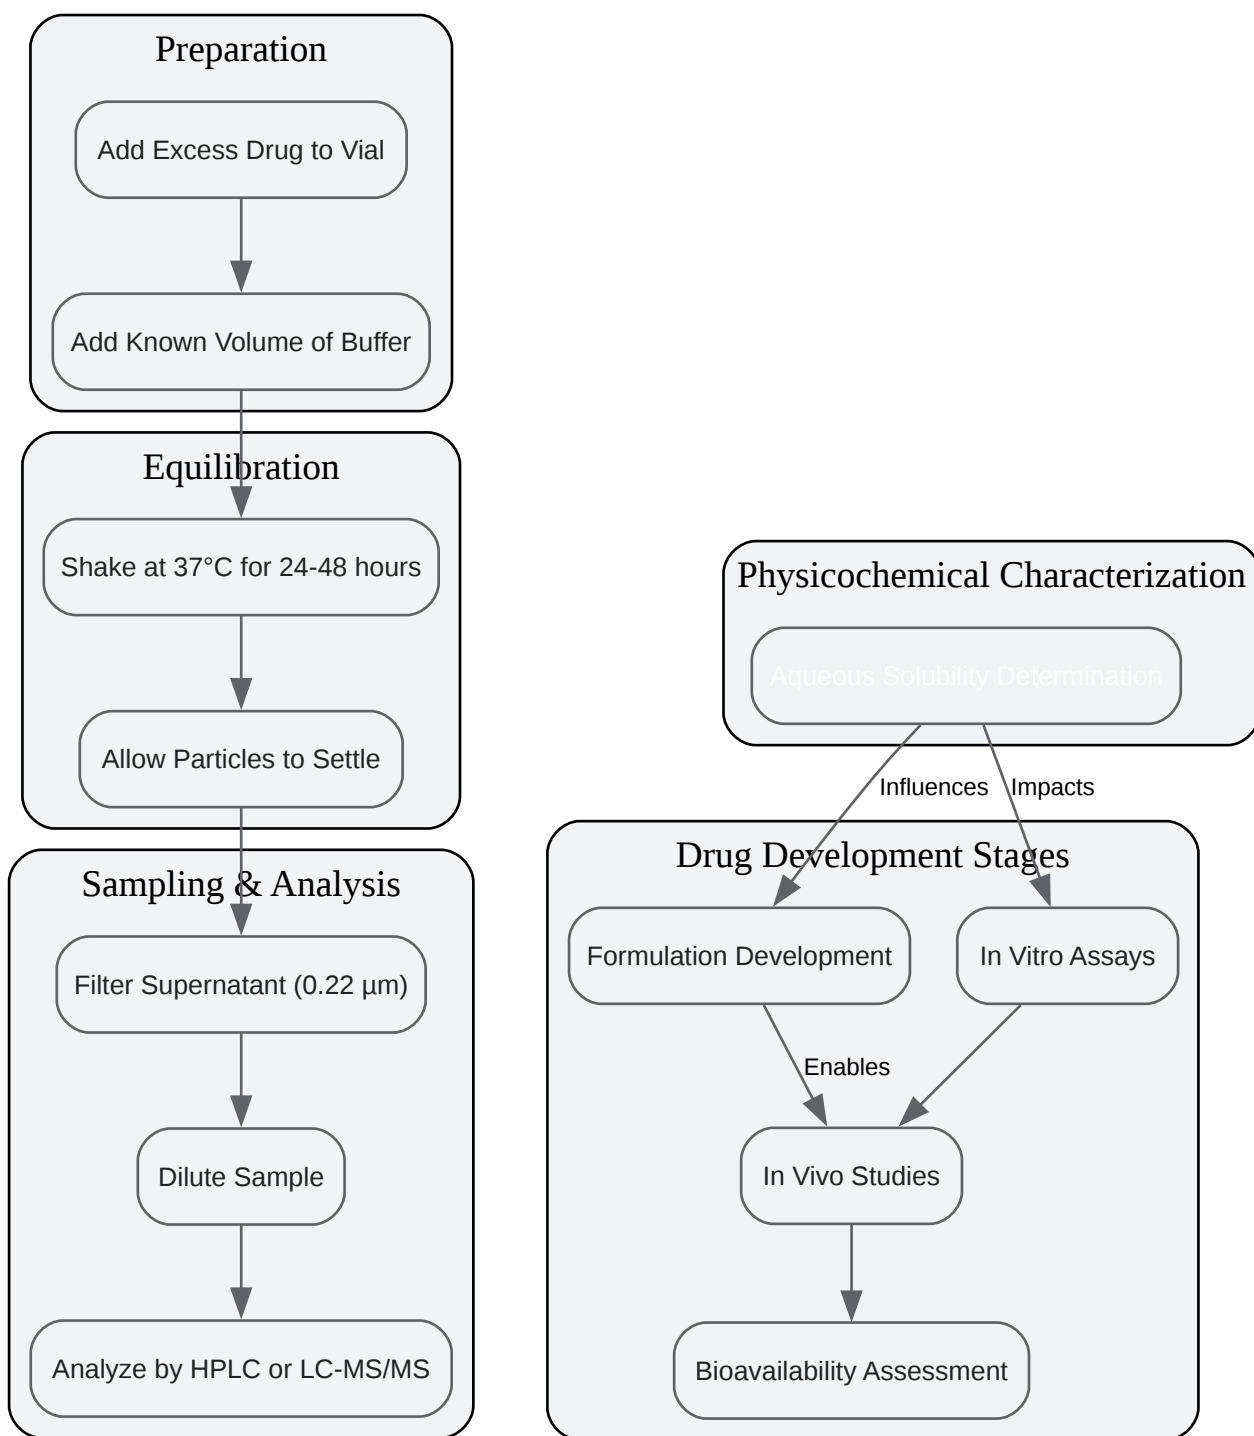 Preparation
Add Excess Drug to Vial
Add Known Volume of Buffer
Equilibration
Shake at 37°C for 24-48 hours
Allow Particles to Settle
Sampling & Analysis
Filter Supernatant (0.22 µm)
Dilute Sample
Analyze by HPLC or LC-MS/MS
Physicochemical Characterization
Aqueous Solubility Determination
Influences
Impacts
Drug Development Stages
Formulation Development
In Vitro Assays
Enables
In Vivo Studies
Bioavailability Assessment